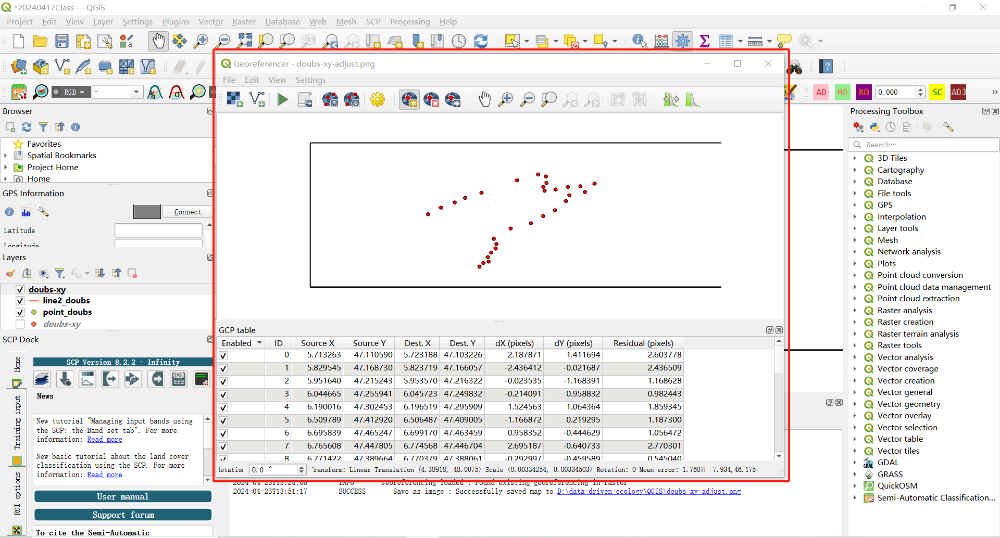 *20240417Class — QGIS
Project Edit View Layer Settings Plugins Vector Raster Database Web Mesh SCP Processing Help
Georeferencer - doubs-xy-adjust.png
File Edit View Settings
RGB =
-
AD MO RO 0.000 SC ADJ
Browser
Favorites
Spatial Bookmarks
Project Home
Home
GPS Information
Connect
Latitude
Longitude
Layers
doubs-xy
line2_doubs
point_doubs
doubs-xy
SCP Dock
Home
Training input
ROI options
SCP Version 8.2.2 - Infinity
News
New tutorial "Managing input bands using
the SCP: the Band set tab". For more
information: Read more
New basic tutorial about the land cover
classification using the SCP. For more
information: Read more
User manual
Support forum
To cite the Semi-Automatic
GCP table
Enabled ID Source X Source Y Dest. X Dest. Y dX (pixels) dY (pixels) Residual (pixels)
0 5.713263 47.110590 5.723188 47.103226 2.187871 1.411694 2.603778
1 5.829545 47.168730 5.823719 47.166057 -2.436412 -0.021687 2.436509
2 5.951640 47.215243 5.953570 47.216322 -0.023535 -1.168391 1.168628
3 6.044665 47.255941 6.045723 47.249832 -0.214091 0.958832 0.982443
4 6.190016 47.302453 6.196519 47.295909 1.524563 1.064364 1.859345
5 6.509789 47.412920 6.506487 47.409005 -1.166872 0.219295 1.187300
6 6.695839 47.465247 6.699170 47.463459 0.958352 -0.444629 1.056472
7 6.765608 47.447805 6.774568 47.446704 2.695187 -0.640733 2.770301
8 6.771422 47.389664 6.770379 47.388061 -0.292997 -0.459589 0.545040
Rotation 0.0 ° Transform: Linear Translation (4.38918, 48.0075) Scale (0.00334254, 0.00334503) Rotation: 0 Mean error: 1.7687 7.934,46.175
2024-04-23T13:24:06 INFO Georeferencing loaded : Found existing georeferencing in raster
2024-04-23T13:51:17 SUCCESS Save as image : Successfully saved map to D:\data-driven-ecology\QGIS\doubs-xy-adjust.png
Processing Toolbox
Search…
3D Tiles
Cartography
Database
File tools
GPS
Interpolation
Layer tools
Mesh
Network analysis
Plots
Point cloud conversion
Point cloud data management
Point cloud extraction
Raster analysis
Raster creation
Raster terrain analysis
Raster tools
Vector analysis
Vector coverage
Vector creation
Vector general
Vector geometry
Vector overlay
Vector selection
Vector table
Vector tiles
GDAL
GRASS
QuickOSM
Semi-Automatic Classification...